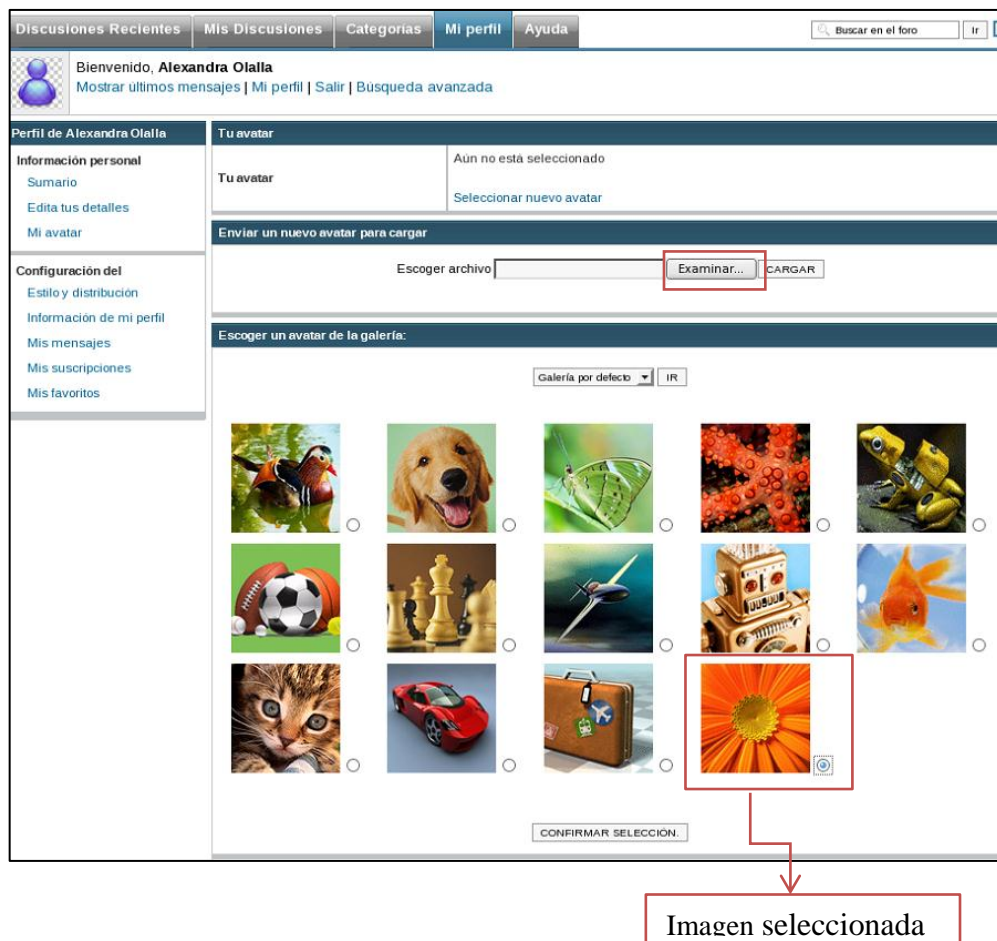 Discusiones Recientes Mis Discusiones Categorías Mi perfil Ayuda Buscar en el foro Ir
Bienvenido, Alexandra Olalla
Mostrar últimos mensajes | Mi perfil | Salir | Búsqueda avanzada
Perfil de Alexandra Olalla
Información personal
Sumario
Edita tus detalles
Mi avatar
Configuración del
Estilo y distribución
Información de mi perfil
Mis mensajes
Mis suscripciones
Mis favoritos
Tu avatar
Tu avatar
Aún no está seleccionado
Seleccionar nuevo avatar
Enviar un nuevo avatar para cargar
Escoger archivo Examinar... CARGAR
Escoger un avatar de la galería:
Galería por defecto IR
CONFIRMAR SELECCIÓN.
Imagen seleccionada